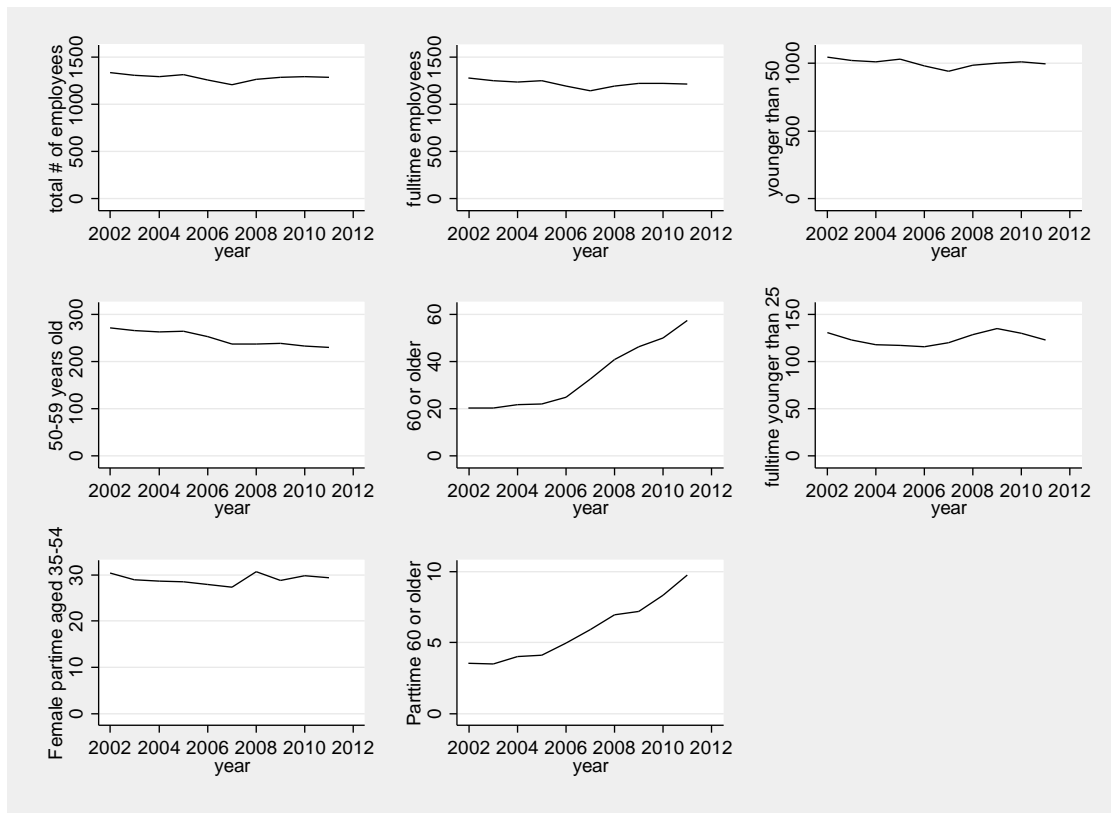 total # of employees
1500
1000
500
0
2002 2004 2006 2008 2010 2012
year
fulltime employees
1500
1000
500
0
2002 2004 2006 2008 2010 2012
year
younger than 50
1000
500
0
2002 2004 2006 2008 2010 2012
year
50-59 years old
300
200
100
0
2002 2004 2006 2008 2010 2012
year
60 or older
60
40
20
0
2002 2004 2006 2008 2010 2012
year
fulltime younger than 25
150
100
50
0
2002 2004 2006 2008 2010 2012
year
Female partime aged 35-54
30
20
10
0
2002 2004 2006 2008 2010 2012
year
Parttime 60 or older
10
5
0
2002 2004 2006 2008 2010 2012
year